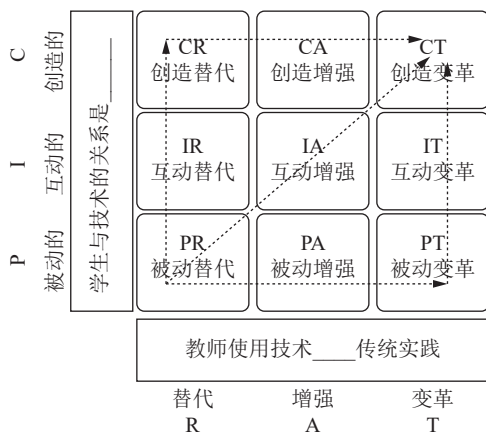 C
创造的
I
互动的
P
被动的
学生与技术的关系是______
CR
创造替代
CA
创造增强
CT
创造变革
IR
互动替代
IA
互动增强
IT
互动变革
PR
被动替代
PA
被动增强
PT
被动变革
教师使用技术____传统实践
替代
R
增强
A
变革
T